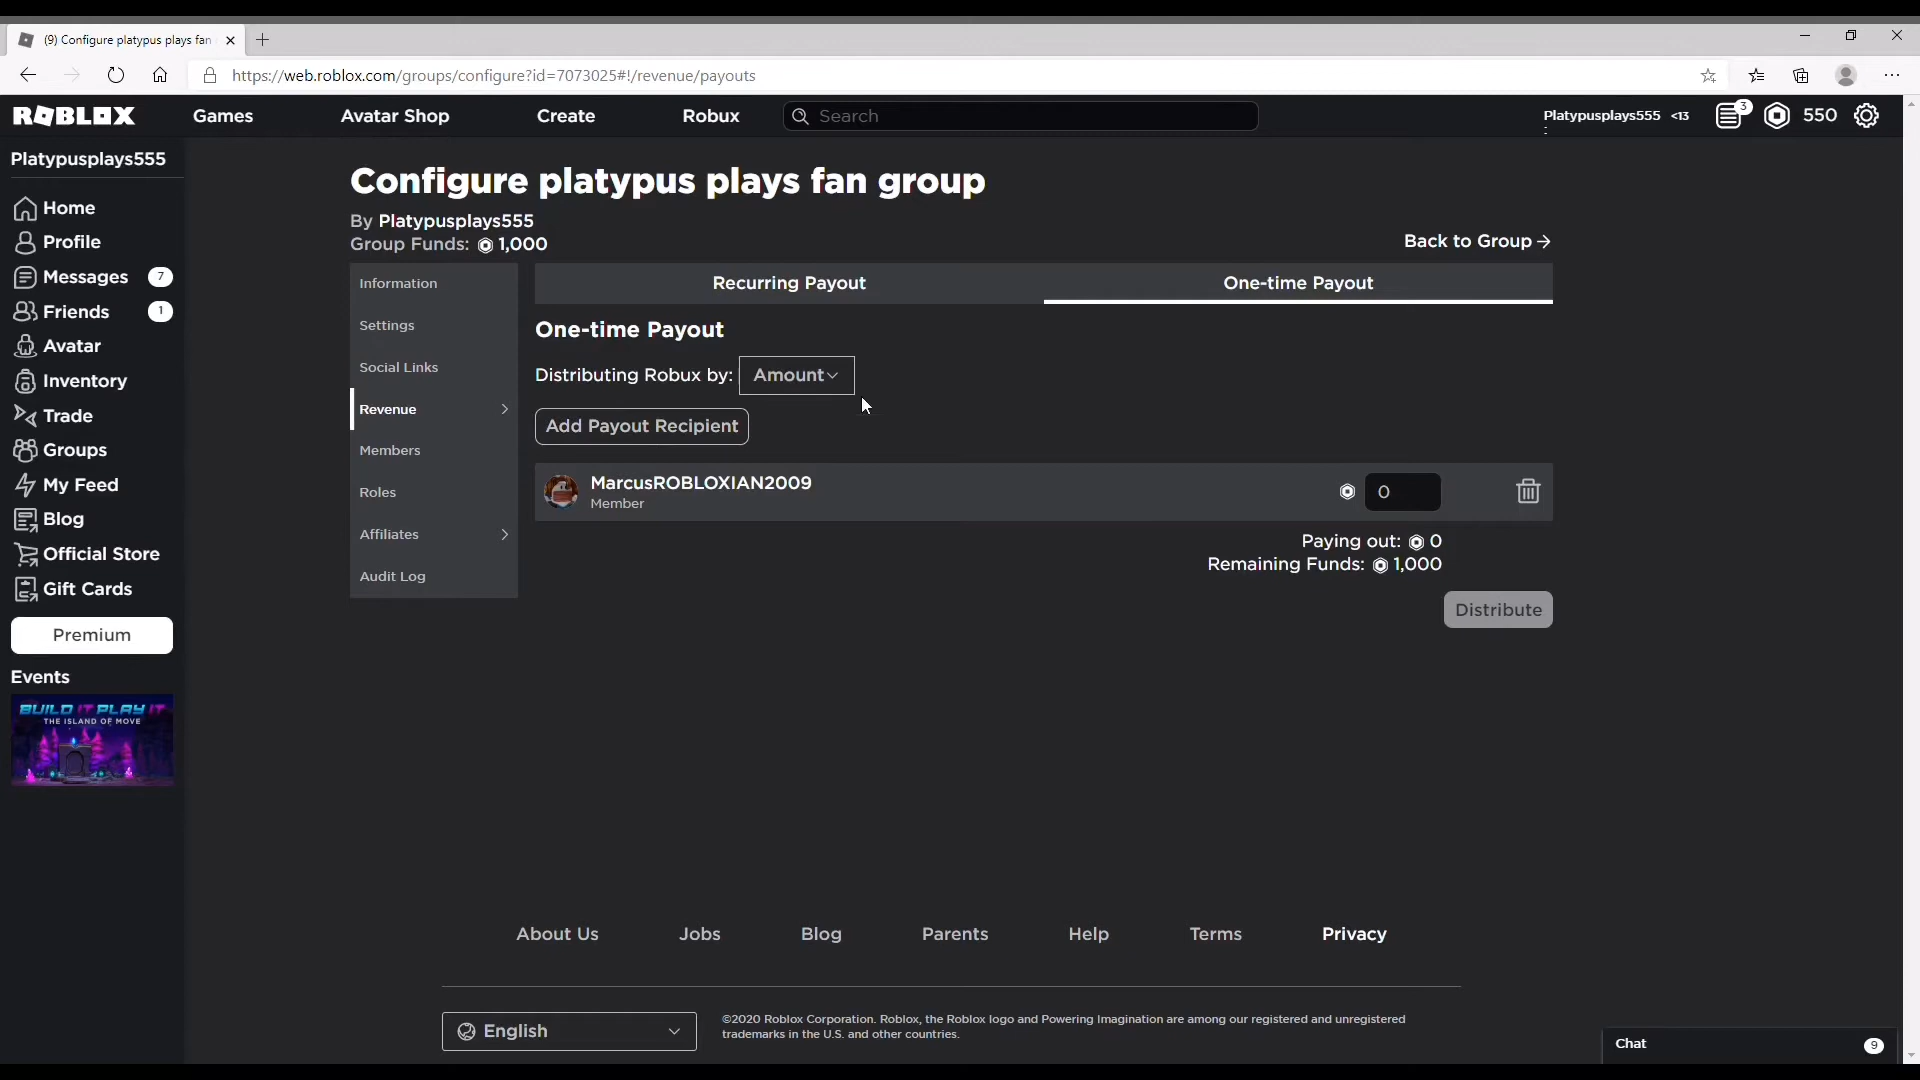 (9) Configure platypus plays fan
https://web.roblox.com/groups/configure?id=7073025#!/revenue/payouts
ROBLOX
Games
Avatar Shop
Create
Robux
Search
Platypusplays555 <13
3
550
Platypusplays555
Home
Profile
Messages 7
Friends 1
Avatar
Inventory
Trade
Groups
My Feed
Blog
Official Store
Gift Cards
Premium
Events
BUILD IT PLAY IT
THE ISLAND OF MOVE
Configure platypus plays fan group
By Platypusplays555
Group Funds: 1,000
Back to Group →
Information
Settings
Social Links
Revenue
Members
Roles
Affiliates
Audit Log
Recurring Payout
One-time Payout
One-time Payout
Distributing Robux by: Amount
Add Payout Recipient
MarcusROBLOXIAN2009
Member
0
Paying out: 0
Remaining Funds: 1,000
Distribute
About Us
Jobs
Blog
Parents
Help
Terms
Privacy
English
©2020 Roblox Corporation. Roblox, the Roblox logo and Powering Imagination are among our registered and unregistered
trademarks in the U.S. and other countries.
Chat 9